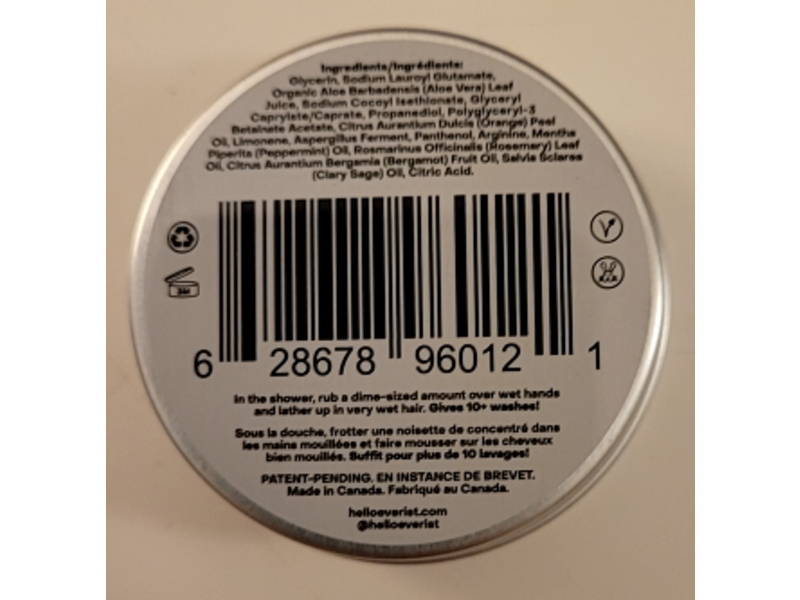 Ingredients/Ingrédients:
Glycerin, Sodium Lauroyl Glutamate,
Organic Aloe Barbadensis (Aloe Vera) Leaf
Juice, Sodium Cocoyl Isethionate, Glyceryl
Caprylate/Caprate, Propanediol, Polyglyceryl-3
Betainate Acetate, Citrus Aurantium Dulcis (Orange) Peel
Oil, Limonene, Aspergillus Ferment, Panthenol, Arginine, Mentha
Piperita (Peppermint) Oil, Rosmarinus Officinalis (Rosemary) Leaf
Oil, Citrus Aurantium Bergamia (Bergamot) Fruit Oil, Salvia Sclarea
(Clary Sage) Oil, Citric Acid.
6 28678 96012 1
In the shower, rub a dime-sized amount over wet hands
and lather up in very wet hair. Gives 10+ washes!
Sous la douche, frotter une noisette de concentré dans
les mains mouillées et faire mousser sur les cheveux
bien mouillés. Suffit pour plus de 10 lavages!
PATENT-PENDING. EN INSTANCE DE BREVET.
Made in Canada. Fabriqué au Canada.
helloeverist.com
@helloeverist